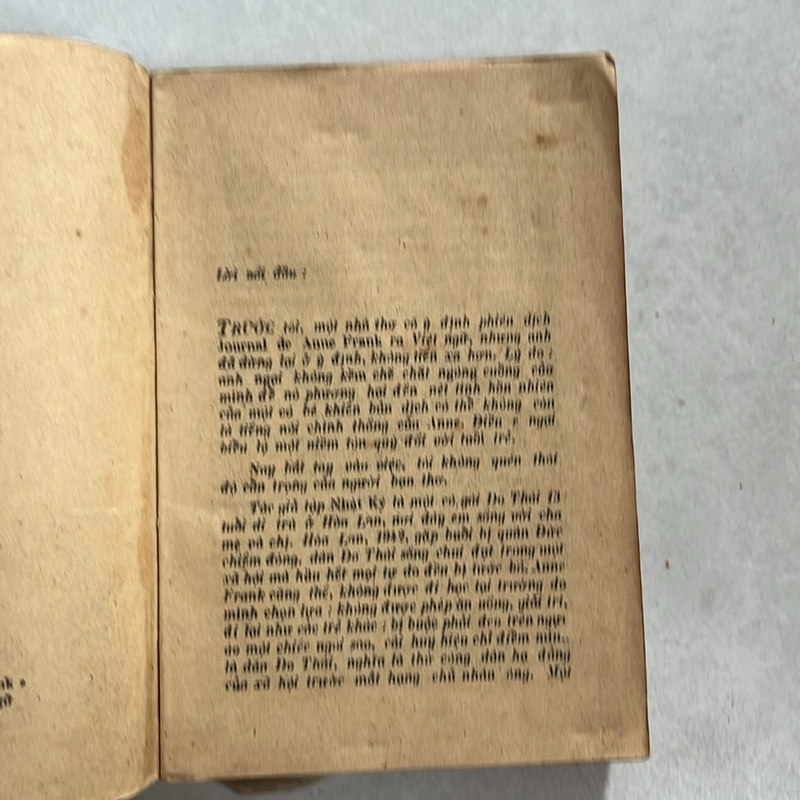 Lời nói đầu :
TRƯỚC tôi, một nhà thơ có ý định phiên dịch
Journal de Anne Frank ra Việt ngữ, nhưng anh
đã dừng lại ở ý định, không tiến xa hơn. Lý do :
anh ngại không kềm chế chất ngông cuồng của
mình để nó phương hại đến nét tính hồn nhiên
của một cô bé khiến bản dịch có thể không còn
là tiếng nói chính thống của Anne. Điều e ngại
biểu lộ một niềm tôn quý đối với tuổi trẻ.
Nay bắt tay vào việc, tôi không quên thái
độ cẩn trọng của người bạn thơ.
Tác giả tập Nhật Ký là một cô gái Do Thái 13
tuổi di trú ở Hòa Lan, nơi đây em sống với cha
mẹ và chị. Hòa Lan, 1942, gặp buổi bị quân Đức
chiếm đóng, dân Do Thái sống chui dụt trong một
xã hội mà hầu hết mọi tự do đều bị tước bỏ. Anne
Frank cũng thế, không được đi học tại trường do
mình chọn lựa ; không được phép ăn uống, giải trí,
đi lại như các trẻ khác ; bị buộc phải đeo trên ngực
áo một chiếc ngôi sao, cái huy hiệu chỉ điểm
là dân Do Thái, nghĩa là thứ công dân hạ đẳng
của xã hội trước mắt hạng chủ nhân ông. Một